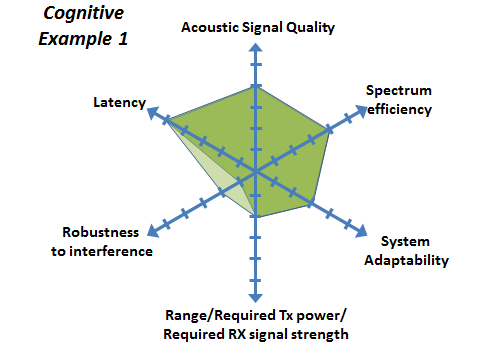 Cognitive
Example 1
Acoustic Signal Quality
Spectrum
efficiency
Latency
Robustness
to interference
System
Adaptability
Range/Required Tx power/
Required RX signal strength